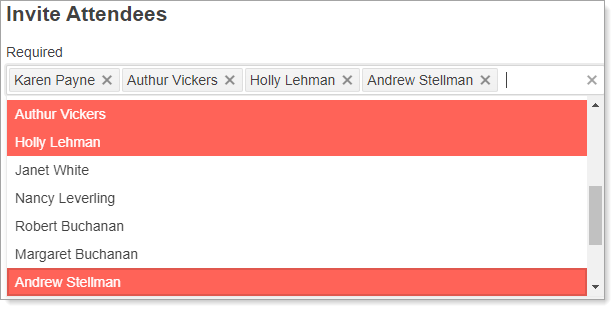 Invite Attendees
Required
Karen Payne Authur Vickers Holly Lehman Andrew Stellman
Authur Vickers
Holly Lehman
Janet White
Nancy Leverling
Robert Buchanan
Margaret Buchanan
Andrew Stellman